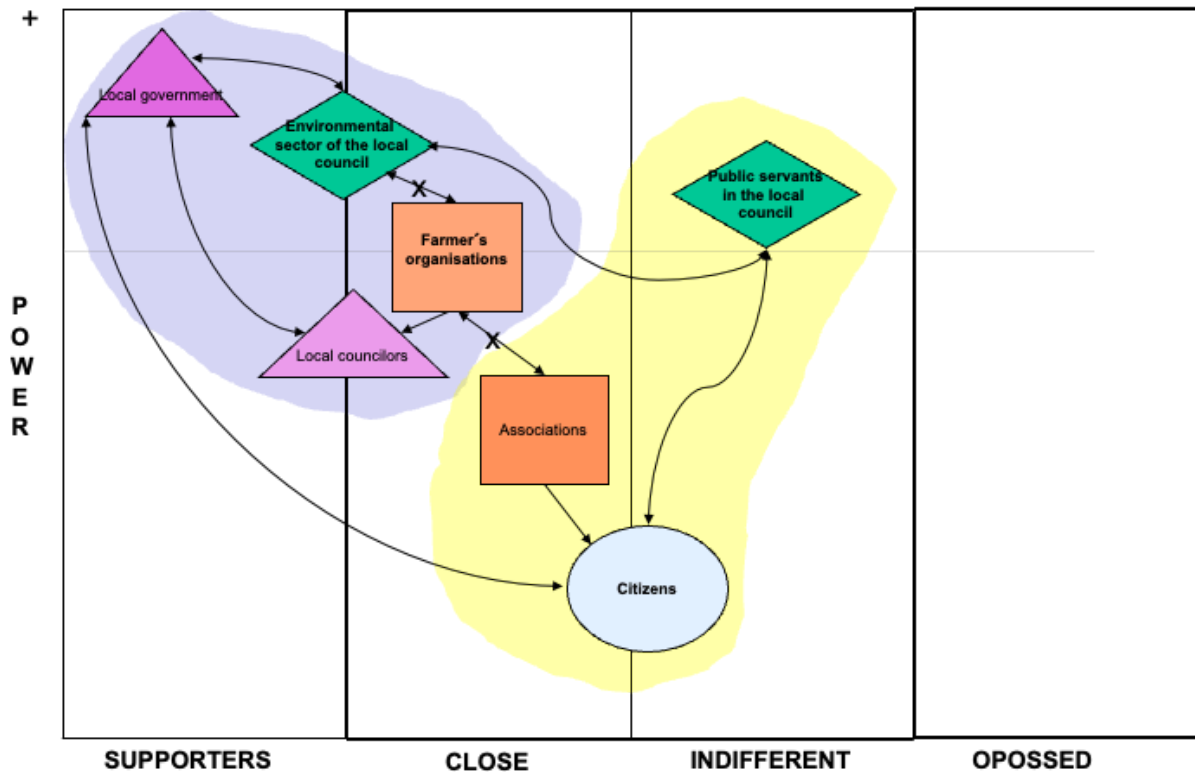 +
Local government
Environmental
sector of the local
council
X
Public servants
in the local
council
Farmer´s
organisations
P
O
W
E
R
X
Local councilors
Associations
Citizens
SUPPORTERS
CLOSE
INDIFFERENT
OPOSSED